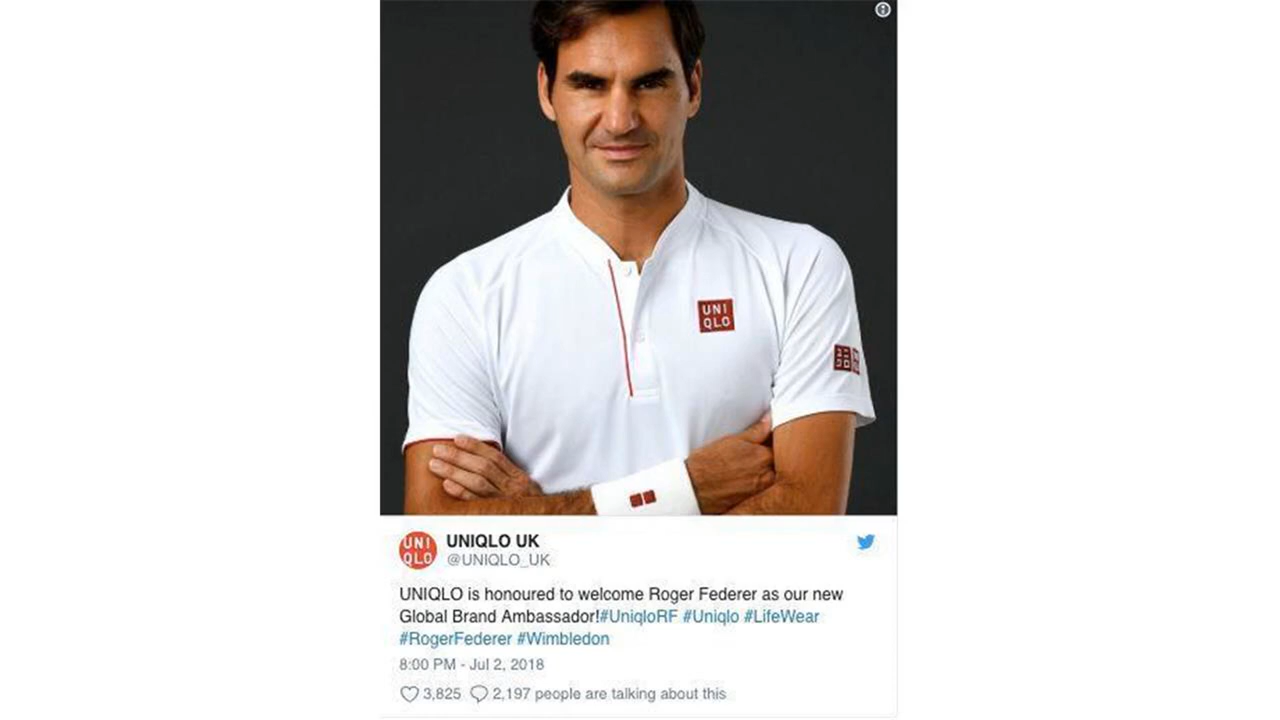 UNI
QLO
UNI
QLO
UNIQLO UK
@UNIQLO_UK
UNIQLO is honoured to welcome Roger Federer as our new
Global Brand Ambassador!#UniqloRF #Uniqlo #LifeWear
#RogerFederer #Wimbledon
8:00 PM - Jul 2, 2018
3,825 2,197 people are talking about this